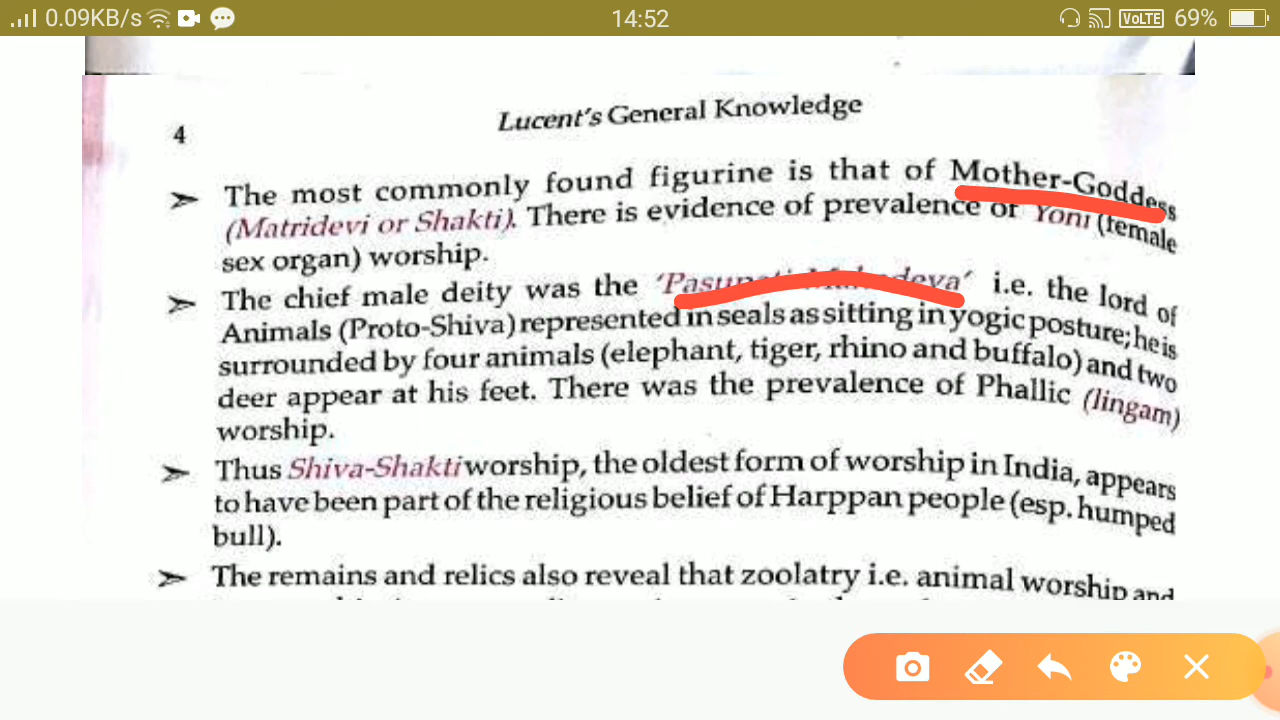 0.09KB/s 14:52 VoLTE 69%
4 Lucent's General Knowledge
➢ The most commonly found figurine is that of Mother-Goddess
(Matridevi or Shakti). There is evidence of prevalence of Yoni (female
sex organ) worship.
➢ The chief male deity was the 'Pasupati Mahadeva' i.e. the lord of
Animals (Proto-Shiva) represented in seals as sitting in yogic posture; he is
surrounded by four animals (elephant, tiger, rhino and buffalo) and two
deer appear at his feet. There was the prevalence of Phallic (lingam)
worship.
➢ Thus Shiva-Shakti worship, the oldest form of worship in India, appears
to have been part of the religious belief of Harppan people (esp. humped
bull).
➢ The remains and relics also reveal that zoolatry i.e. animal worship and